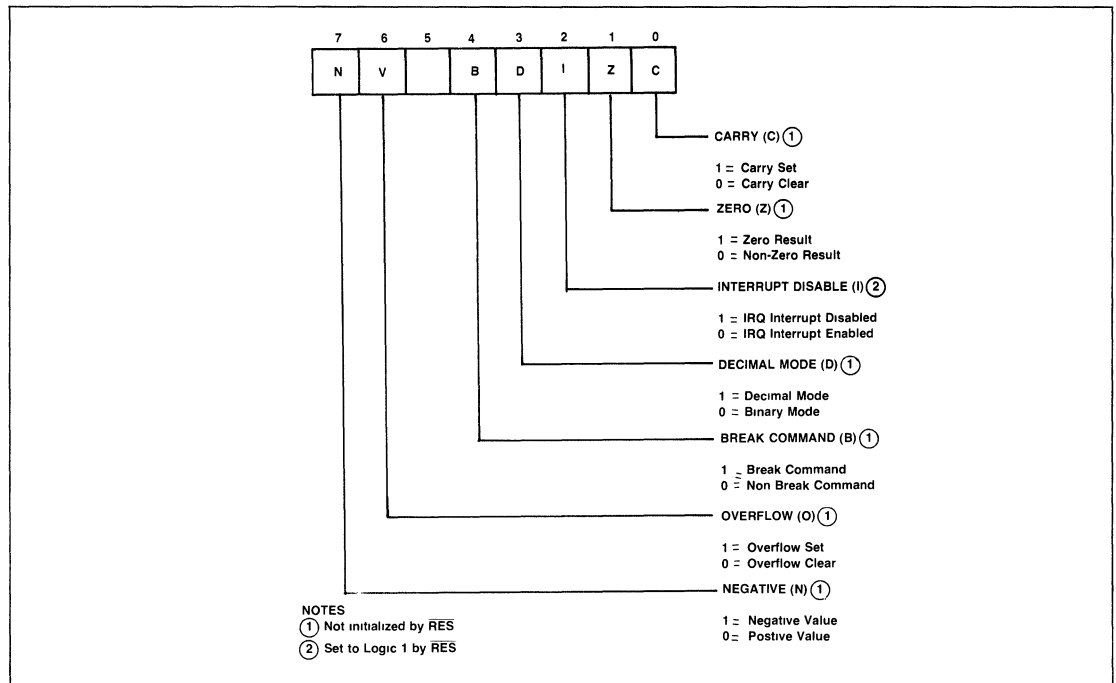 7 6 5 4 3 2 1 0
N V B D I Z C
CARRY (C) 1
1 = Carry Set
0 = Carry Clear
ZERO (Z) 1
1 = Zero Result
0 = Non-Zero Result
INTERRUPT DISABLE (I) 2
1 = IRQ Interrupt Disabled
0 = IRQ Interrupt Enabled
DECIMAL MODE (D) 1
1 = Decimal Mode
0 = Binary Mode
BREAK COMMAND (B) 1
1 = Break Command
0 = Non Break Command
OVERFLOW (O) 1
1 = Overflow Set
0 = Overflow Clear
NEGATIVE (N) 1
1 = Negative Value
0 = Postive Value
NOTES
1 Not initialized by RES
2 Set to Logic 1 by RES